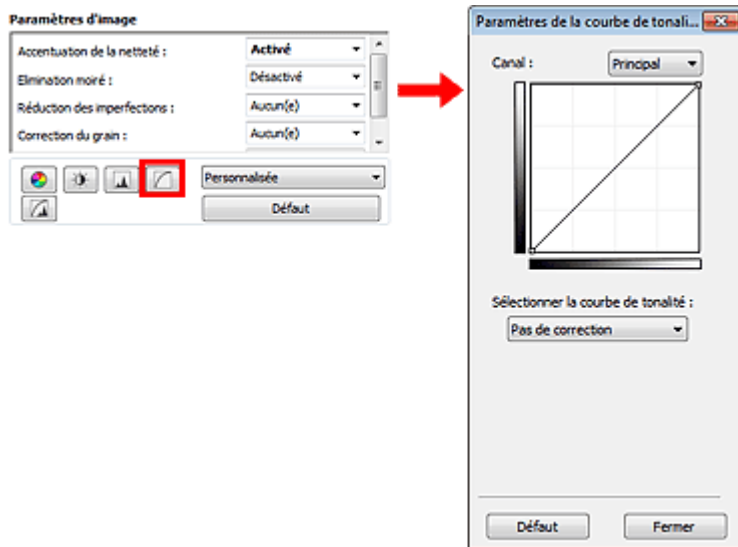 Paramètres d'image
Accentuation de la netteté : Activé
Elimination moiré : Désactivé
Réduction des imperfections : Aucun(e)
Correction du grain : Aucun(e)
Personnalisée
Défaut
Paramètres de la courbe de tonali...
Canal : Principal
Sélectionner la courbe de tonalité :
Pas de correction
Défaut Fermer